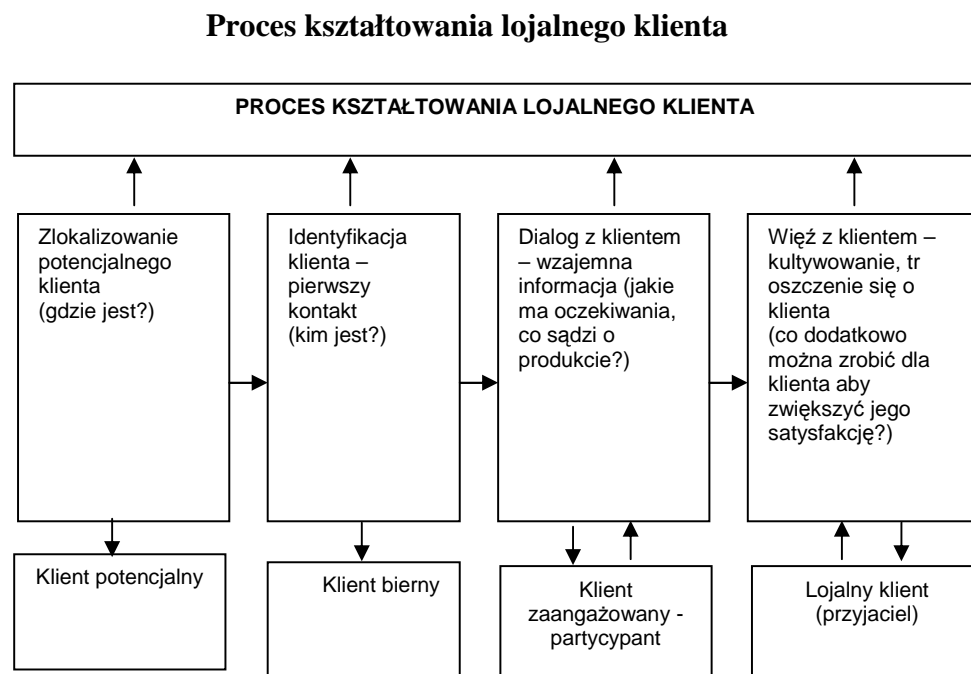 Proces kształtowania lojalnego klienta
PROCES KSZTAŁTOWANIA LOJALNEGO KLIENTA
Zlokalizowanie
potencjalnego
klienta
(gdzie jest?)
Identyfikacja
klienta –
pierwszy
kontakt
(kim jest?)
Dialog z klientem
– wzajemna
informacja (jakie
ma oczekiwania,
co sądzi o
produkcie?)
Więź z klientem –
kultywowanie, tr
oszczenie się o
klienta
(co dodatkowo
można zrobić dla
klienta aby
zwiększyć jego
satysfakcję?)
Klient potencjalny
Klient bierny
Klient
zaangażowany -
partycypant
Lojalny klient
(przyjaciel)